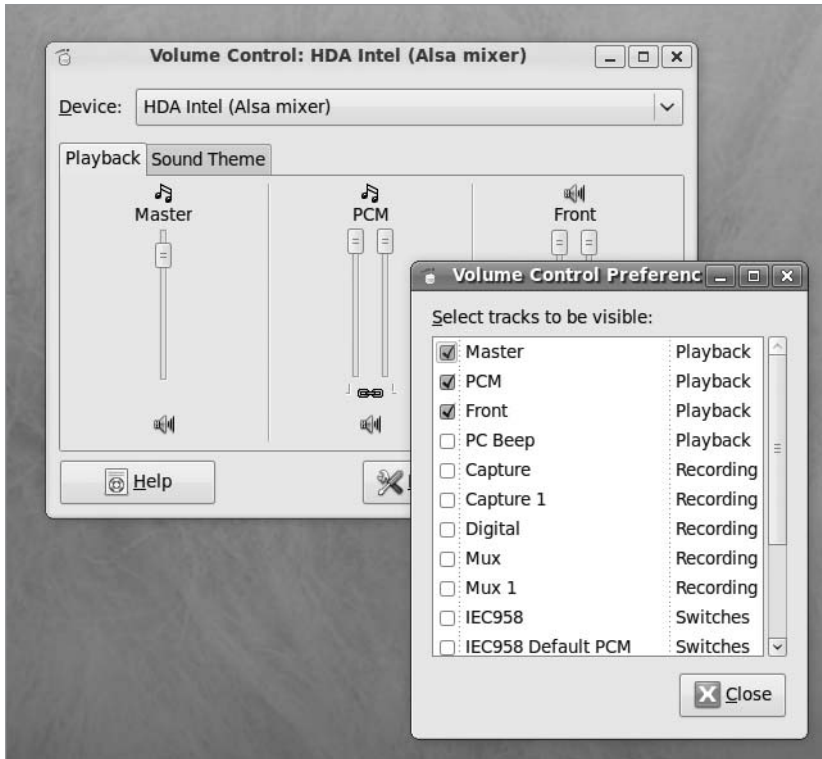 Volume Control: HDA Intel (Alsa mixer)
Device: HDA Intel (Alsa mixer)
Playback Sound Theme
Master PCM Front
Help
Volume Control Preferenc
Select tracks to be visible:
Master Playback
PCM Playback
Front Playback
PC Beep Playback
Capture Recording
Capture 1 Recording
Digital Recording
Mux Recording
Mux 1 Recording
IEC958 Switches
IEC958 Default PCM Switches
Close